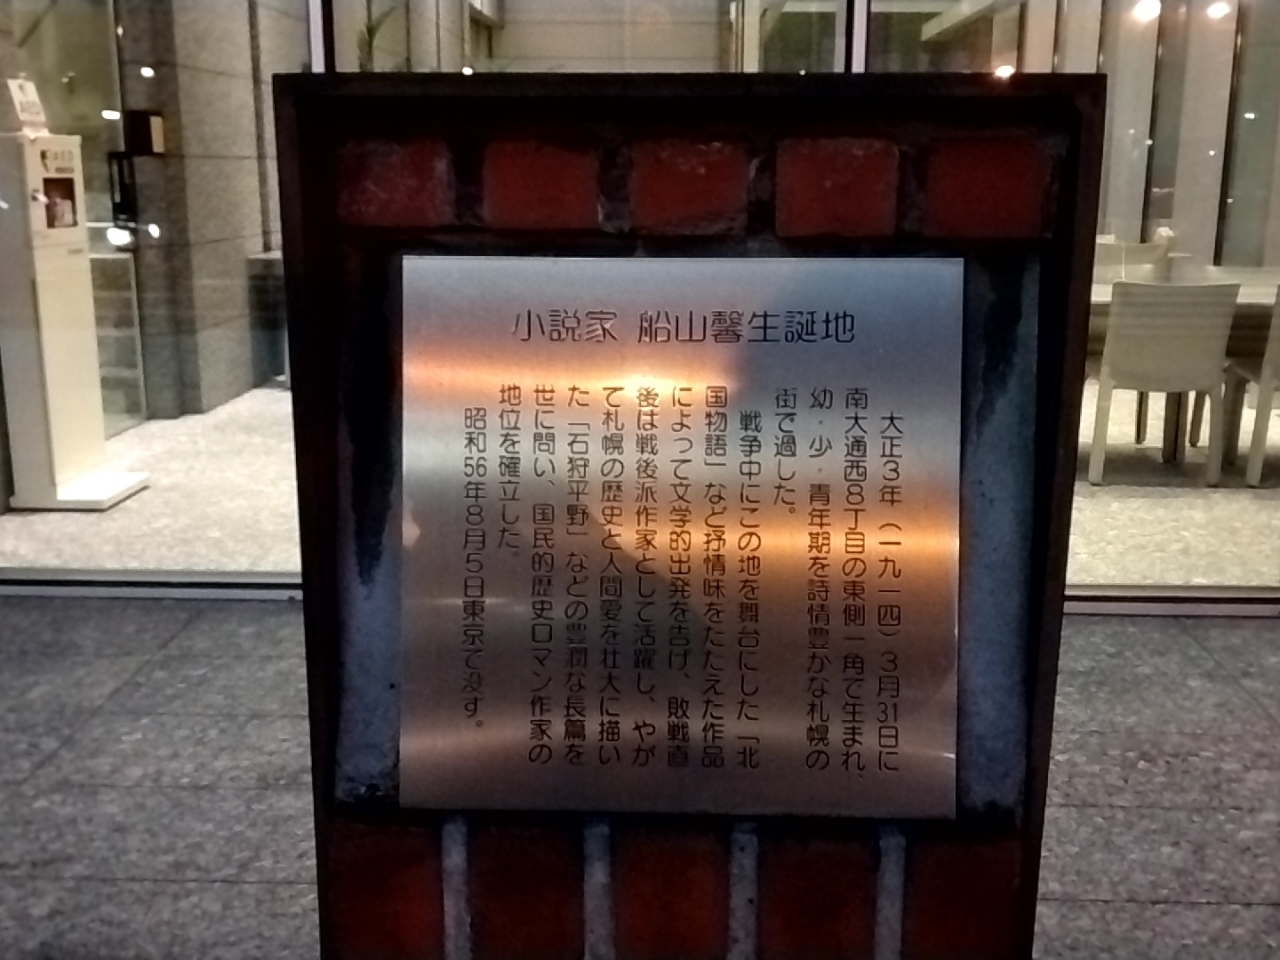 小説家 船山馨生誕地
大正3年(一九一四)3月31日に
南大通西8丁目の東側一角で生まれ、
幼・少・青年期を詩情豊かな札幌の
街で過した。
戦争中にこの地を舞台にした「北
国物語」など抒情味をたたえた作品
によって文学的出発を告げ、敗戦直
後は戦後派作家として活躍し、やが
て札幌の歴史と人間愛を壮大に描い
た「石狩平野」などの豊潤な長篇を
世に問い、国民的歴史ロマン作家の
地位を確立した。
昭和56年8月5日東京で没す。
AED
AED